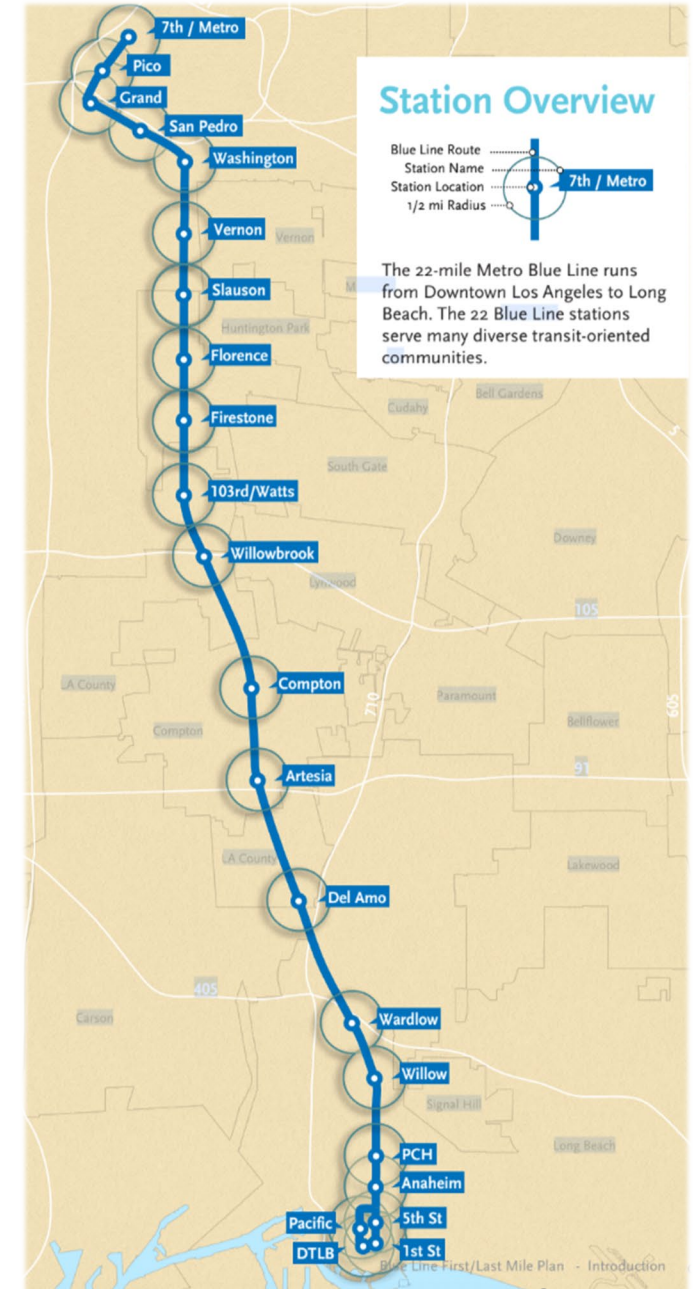 7th / Metro
Pico
Grand
San Pedro
Washington
Station Overview
Blue Line Route
Station Name
Station Location
1/2 mi Radius
7th / Metro
The 22-mile Metro Blue Line runs
from Downtown Los Angeles to Long
Beach. The 22 Blue Line stations
serve many diverse transit-oriented
communities.
Vernon
Vernon
Slauson
Huntington Park
Florence
Bell Gardens
Cudahy
Firestone
5
South Gate
103rd/Watts
Downey
Willowbrook
Lynwood
105
LA County
Compton
Paramount
710
605
Bellflower
Compton
91
Artesia
LA County
Lakewood
Del Amo
405
Carson
Wardlow
Willow
Signal Hill
Long Beach
PCH
Anaheim
Pacific
5th St
DTLB
1st St
Blue Line First/Last Mile Plan - Introduction